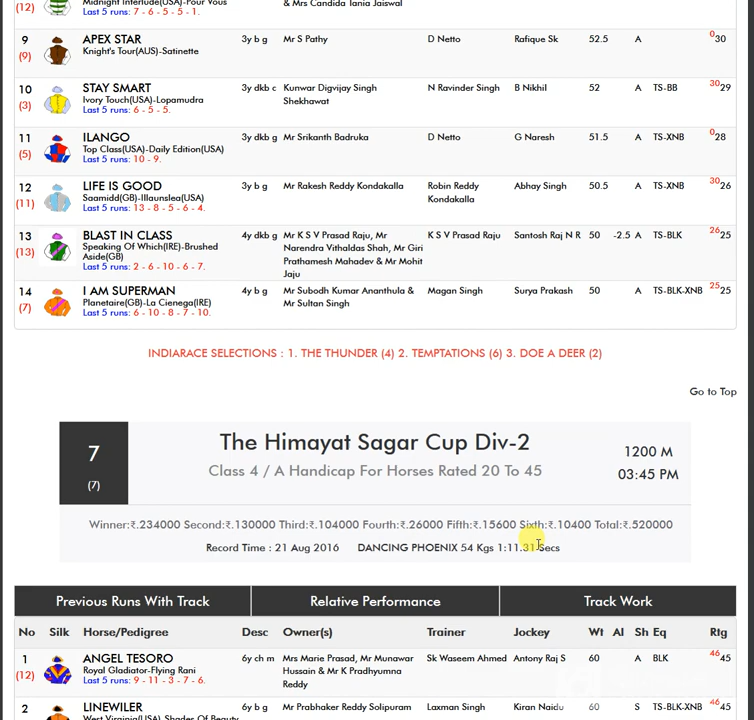 (12) Midnight Interlude(USA)-Pour Vous & Mrs Candida Tania Jaiswal
Last 5 runs: 7 - 6 - 5 - 5 - 1.
9 APEX STAR 3y b g Mr S Pathy D Netto Rafique Sk 52.5 A 0 30
(9) Knight's Tour(AUS)-Satinette
10 STAY SMART 3y dkb c Kunwar Digvijay Singh N Ravinder Singh B Nikhil 52 A TS-BB 30 29
(3) Ivory Touch(USA)-Lopamudra Shekhawat
Last 5 runs: 6 - 5 - 5.
11 ILANGO 3y dkb g Mr Srikanth Badruka D Netto G Naresh 51.5 A TS-XNB 0 28
(5) Top Class(USA)-Daily Edition(USA)
Last 5 runs: 10 - 9.
12 LIFE IS GOOD 3y b g Mr Rakesh Reddy Kondakalla Robin Reddy Abhay Singh 50.5 A TS-XNB 30 26
(11) Saamidd(GB)-Illaunslea(USA) Kondakalla
Last 5 runs: 13 - 8 - 5 - 6 - 4.
13 BLAST IN CLASS 4y dkb g Mr K S V Prasad Raju, Mr K S V Prasad Raju Santosh Raj N R 50 -2.5 A TS-BLK 26 25
(13) Speaking Of Which(IRE)-Brushed Narendra Vithaldas Shah, Mr Giri
Aside(GB) Prathamesh Mahadev & Mr Mohit
Last 5 runs: 2 - 6 - 10 - 6 - 7. Jaju
14 I AM SUPERMAN 4y b g Mr Subodh Kumar Ananthula & Magan Singh Surya Prakash 50 A TS-BLK-XNB 25 25
(7) Planetaire(GB)-La Cienega(IRE) Mr Sultan Singh
Last 5 runs: 6 - 10 - 8 - 7 - 10.
INDIARACE SELECTIONS : 1. THE THUNDER (4) 2. TEMPTATIONS (6) 3. DOE A DEER (2)
Go to Top
7 The Himayat Sagar Cup Div-2 1200 M
(7) Class 4 / A Handicap For Horses Rated 20 To 45 03:45 PM
Winner:₹.234000 Second:₹.130000 Third:₹.104000 Fourth:₹.26000 Fifth:₹.15600 Sixth:₹.10400 Total:₹.520000
Record Time : 21 Aug 2016 DANCING PHOENIX 54 Kgs 1:11.31 Secs
Previous Runs With Track Relative Performance Track Work
No Silk Horse/Pedigree Desc Owner(s) Trainer Jockey Wt Al Sh Eq Rtg
1 ANGEL TESORO 6y ch m Mrs Marie Prasad, Mr Munawar Sk Waseem Ahmed Antony Raj S 60 A BLK 46 45
(12) Royal Gladiator-Flying Rani Hussain & Mr K Pradhyumna
Last 5 runs: 9 - 11 - 3 - 7 - 6. Reddy
2 LINEWILER 6y b g Mr Prabhaker Reddy Solipuram Laxman Singh Kiran Naidu 60 S TS-BLK-XNB 46 45
West Virginia(USA)-Shades Of Beauty